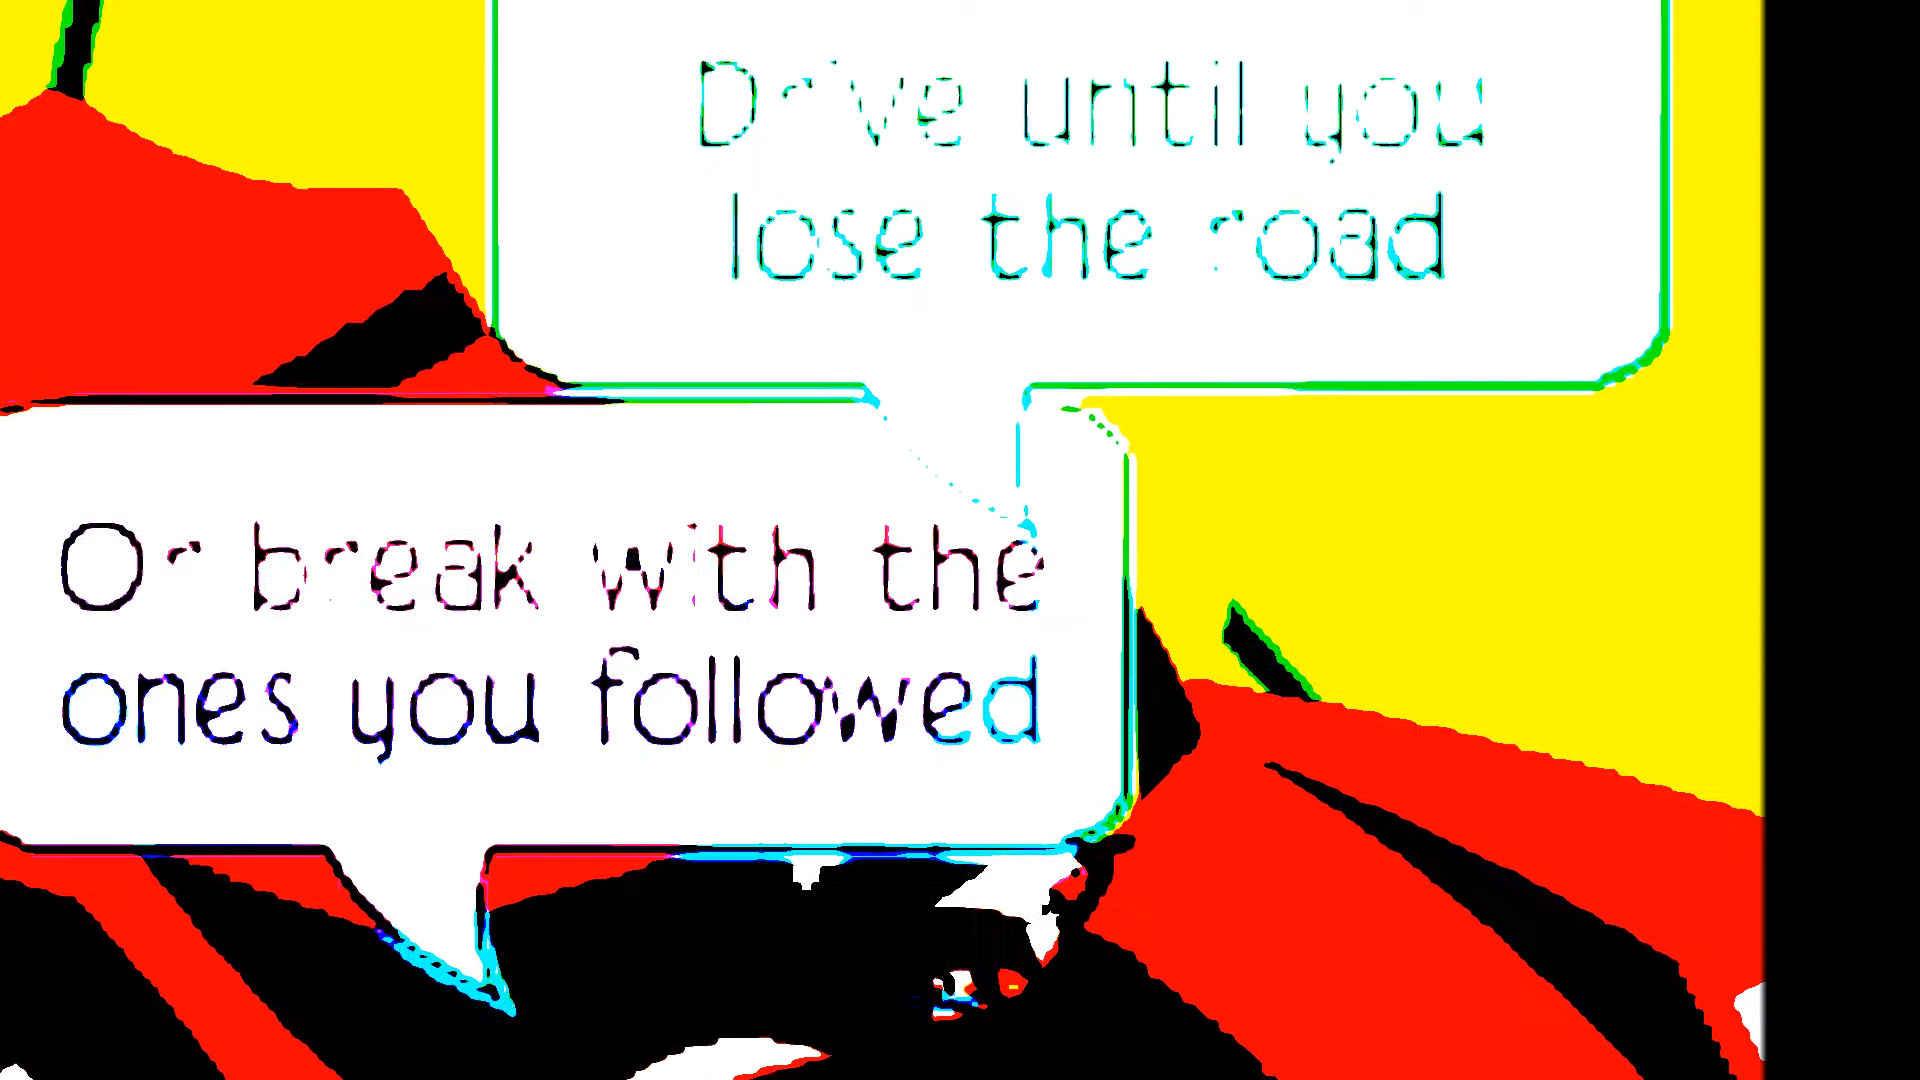 Drive until you
lose the road
Or break with the
ones you followed